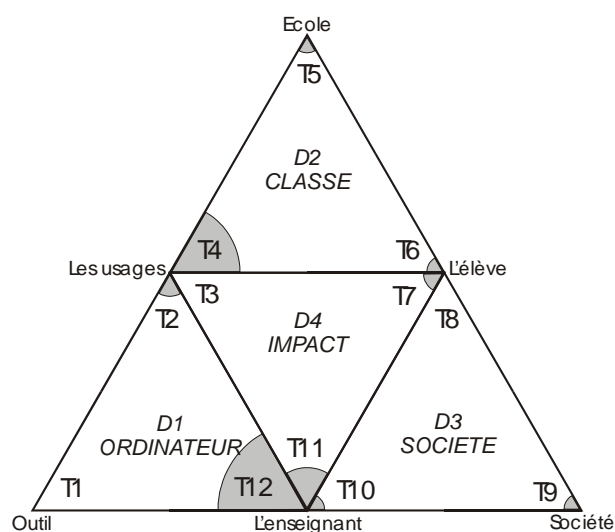 Ecole
T5
D2
CLASSE
T4
T6
Les usages
L'élève
T3
T7
T2
T8
D4
IMPACT
D1
ORDINATEUR
D3
SOCIETE
T11
T1
T12
T10
T9
Outil
L'enseignant
Société